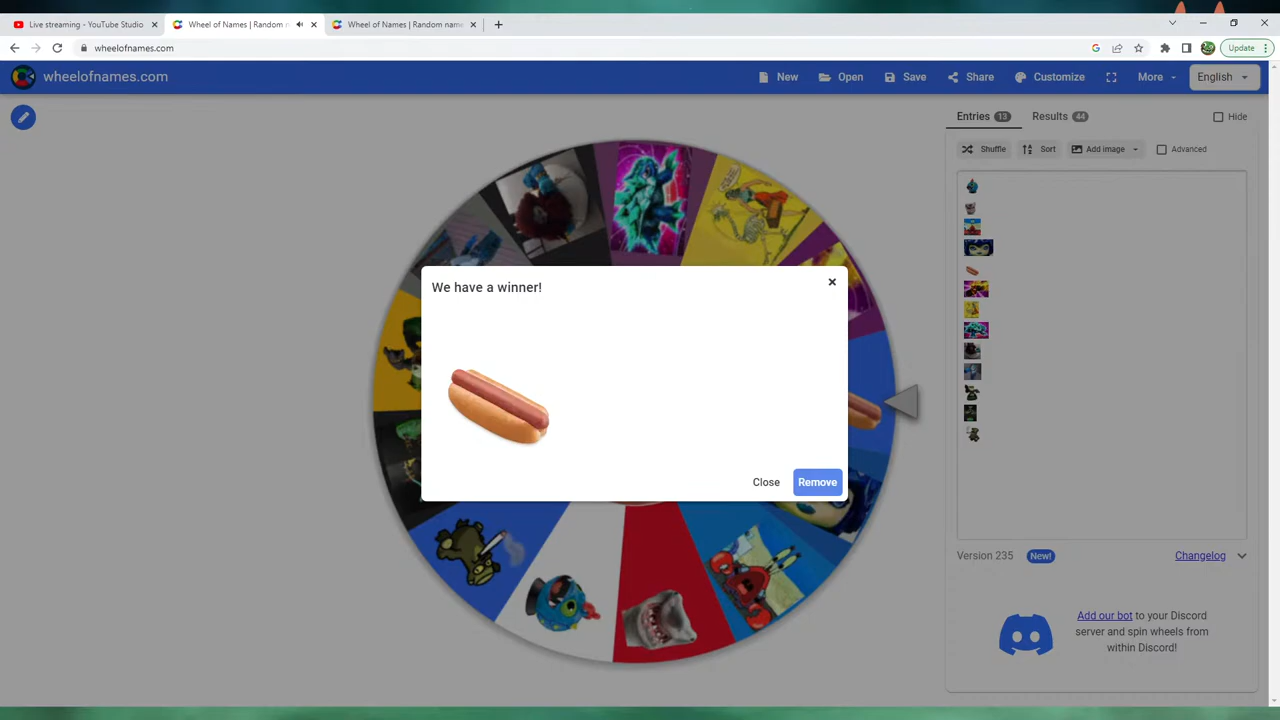 Live streaming - YouTube Studio
Wheel of Names | Random n
Wheel of Names | Random name
wheelofnames.com
Update
wheelofnames.com
New
Open
Save
Share
Customize
More
English
Entries 13
Results 44
Hide
Shuffle
Sort
Add image
Advanced
We have a winner!
Close
Remove
Version 235
New!
Changelog
Add our bot to your Discord
server and spin wheels from
within Discord!